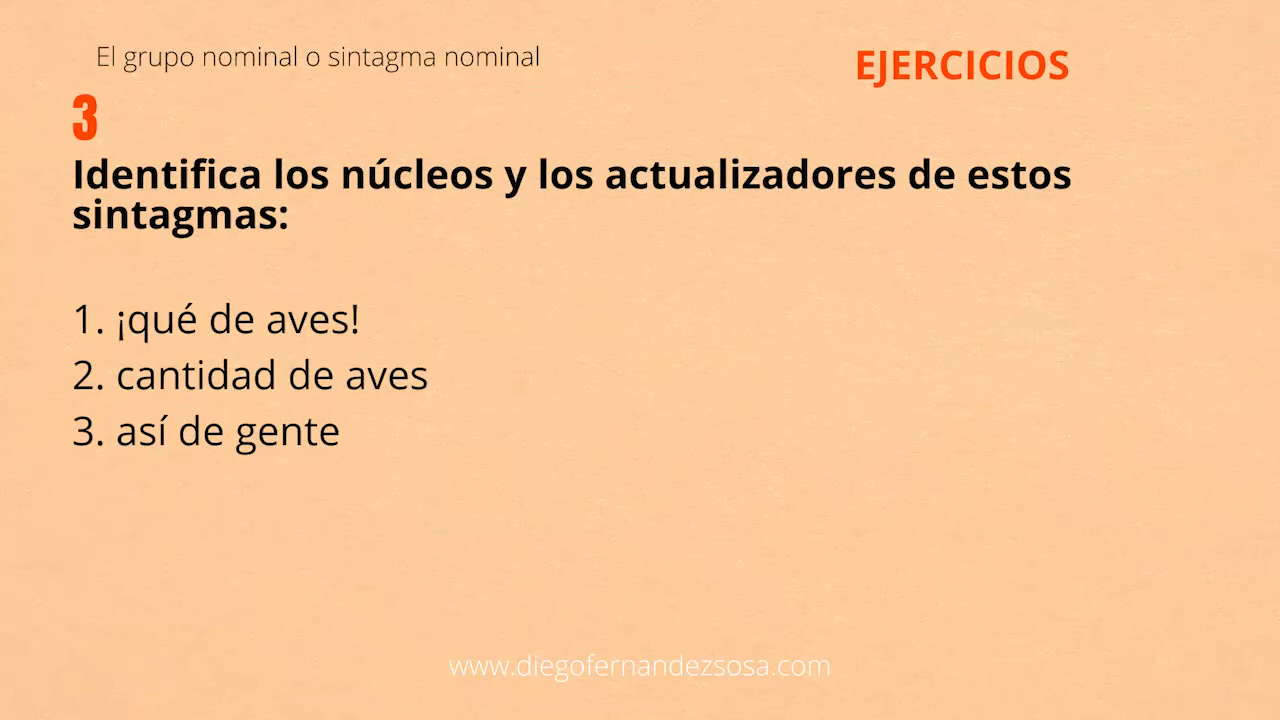 El grupo nominal o sintagma nominal
EJERCICIOS
3
Identifica los núcleos y los actualizadores de estos
sintagmas:
1. ¡qué de aves!
2. cantidad de aves
3. así de gente
www.diegofernandezsosa.com